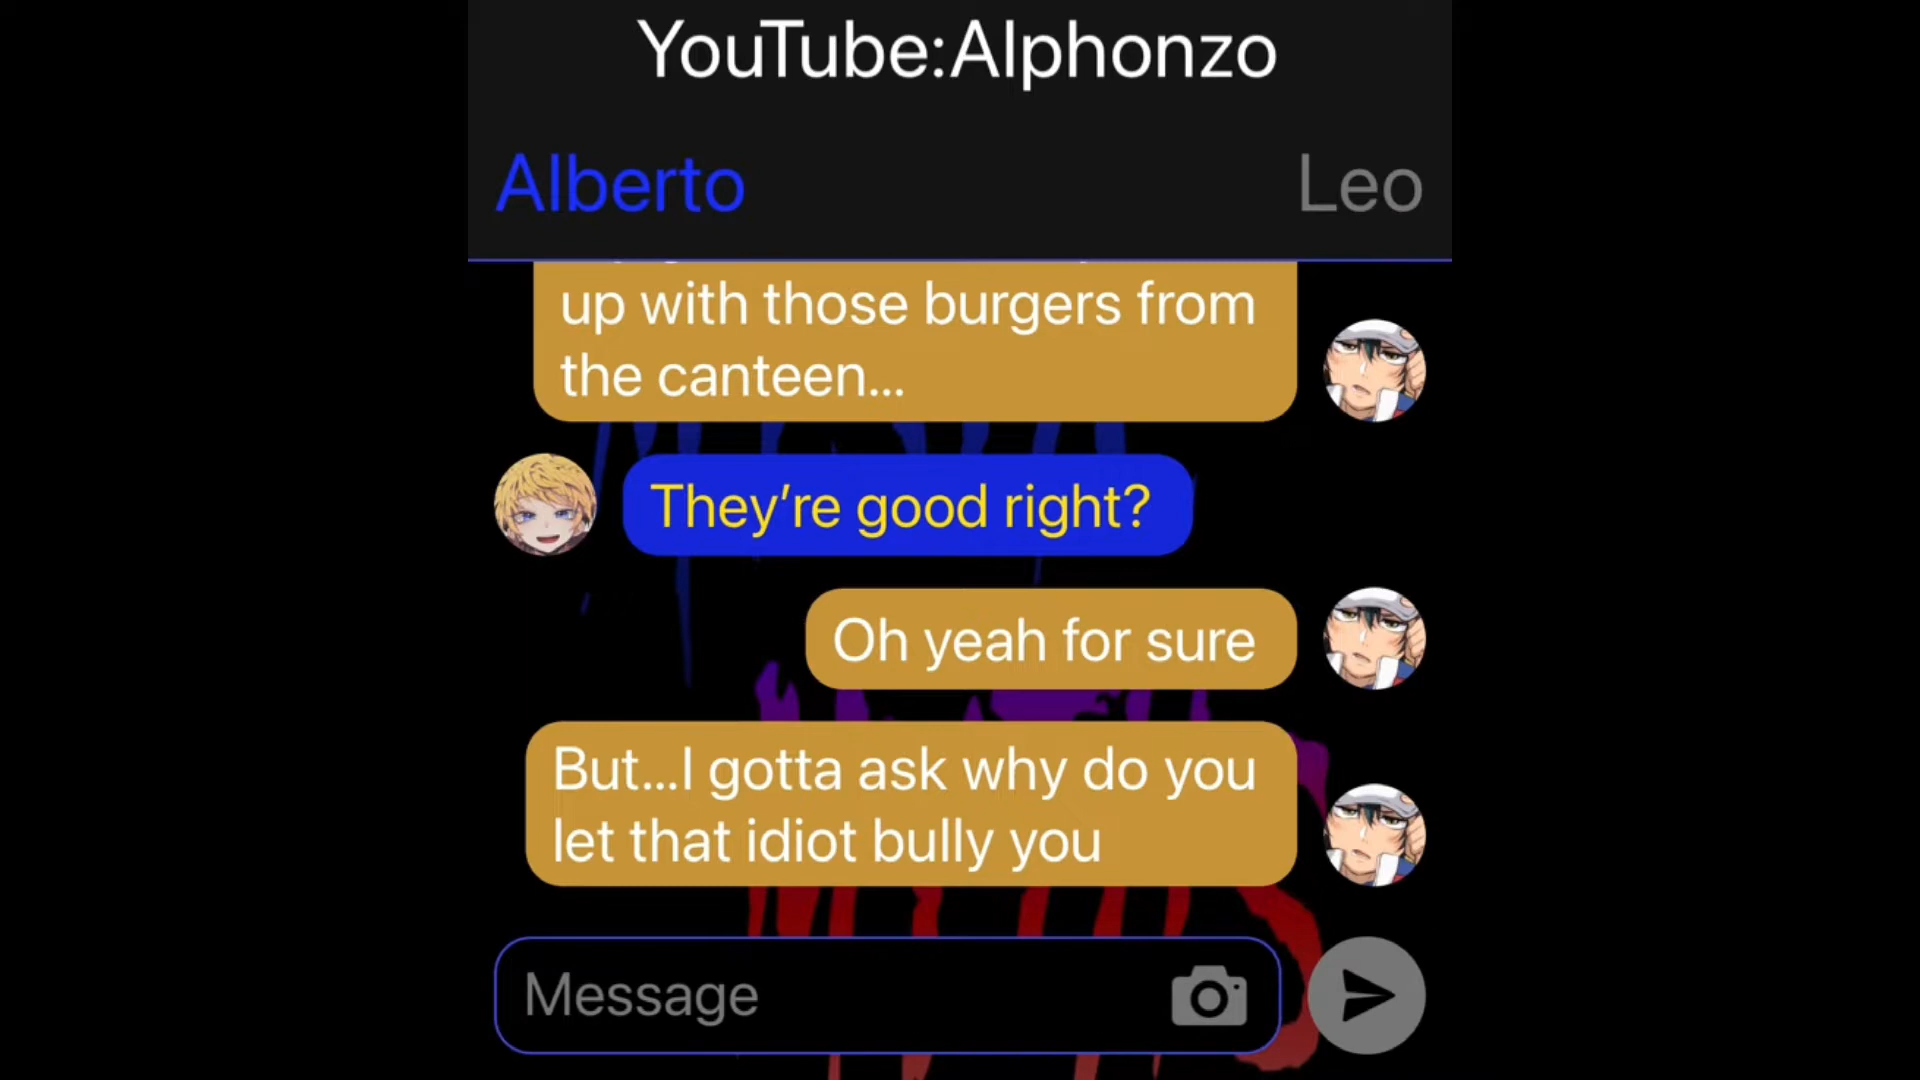 YouTube:Alphonzo
Alberto
Leo
up with those burgers from
the canteen...
They’re good right?
Oh yeah for sure
But...I gotta ask why do you
let that idiot bully you
Message